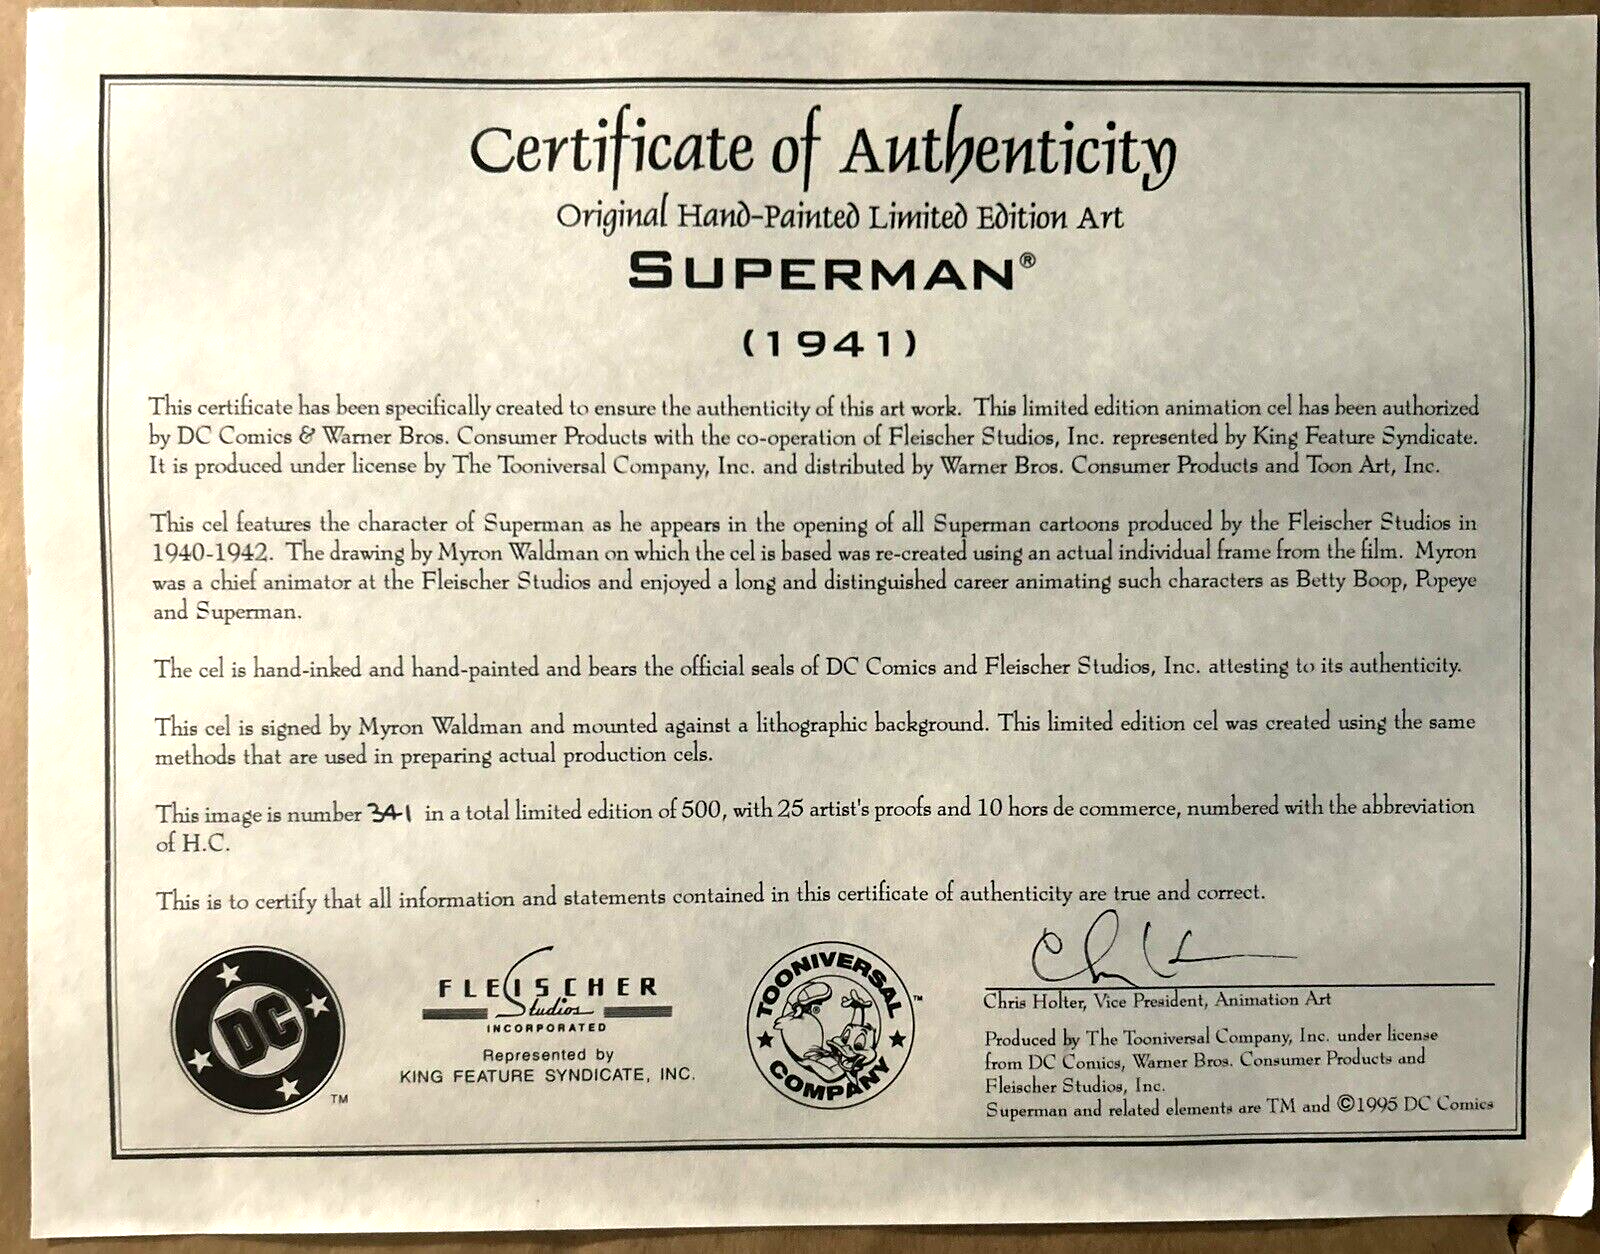 Certificate of Authenticity
Original Hand-Painted Limited Edition Art
SUPERMAN®
(1941)
This certificate has been specifically created to ensure the authenticity of this art work. This limited edition animation cel has been authorized
by DC Comics & Warner Bros. Consumer Products with the co-operation of Fleischer Studios, Inc. represented by King Feature Syndicate.
It is produced under license by The Tooniversal Company, Inc. and distributed by Warner Bros. Consumer Products and Toon Art, Inc.
This cel features the character of Superman as he appears in the opening of all Superman cartoons produced by the Fleischer Studios in
1940-1942. The drawing by Myron Waldman on which the cel is based was re-created using an actual individual frame from the film. Myron
was a chief animator at the Fleischer Studios and enjoyed a long and distinguished career animating such characters as Betty Boop, Popeye
and Superman.
The cel is hand-inked and hand-painted and bears the official seals of DC Comics and Fleischer Studios, Inc. attesting to its authenticity.
This cel is signed by Myron Waldman and mounted against a lithographic background. This limited edition cel was created using the same
methods that are used in preparing actual production cels.
This image is number 341 in a total limited edition of 500, with 25 artist's proofs and 10 hors de commerce, numbered with the abbreviation
of H.C.
This is to certify that all information and statements contained in this certificate of authenticity are true and correct.
DC
TM
FLEISCHER
Studios
INCORPORATED
Represented by
KING FEATURE SYNDICATE, INC.
TOONIVERSAL
COMPANY
®
TM
Chris Holter, Vice President, Animation Art
Produced by The Tooniversal Company, Inc. under license
from DC Comics, Warner Bros. Consumer Products and
Fleischer Studios, Inc.
Superman and related elements are TM and ©1995 DC Comics